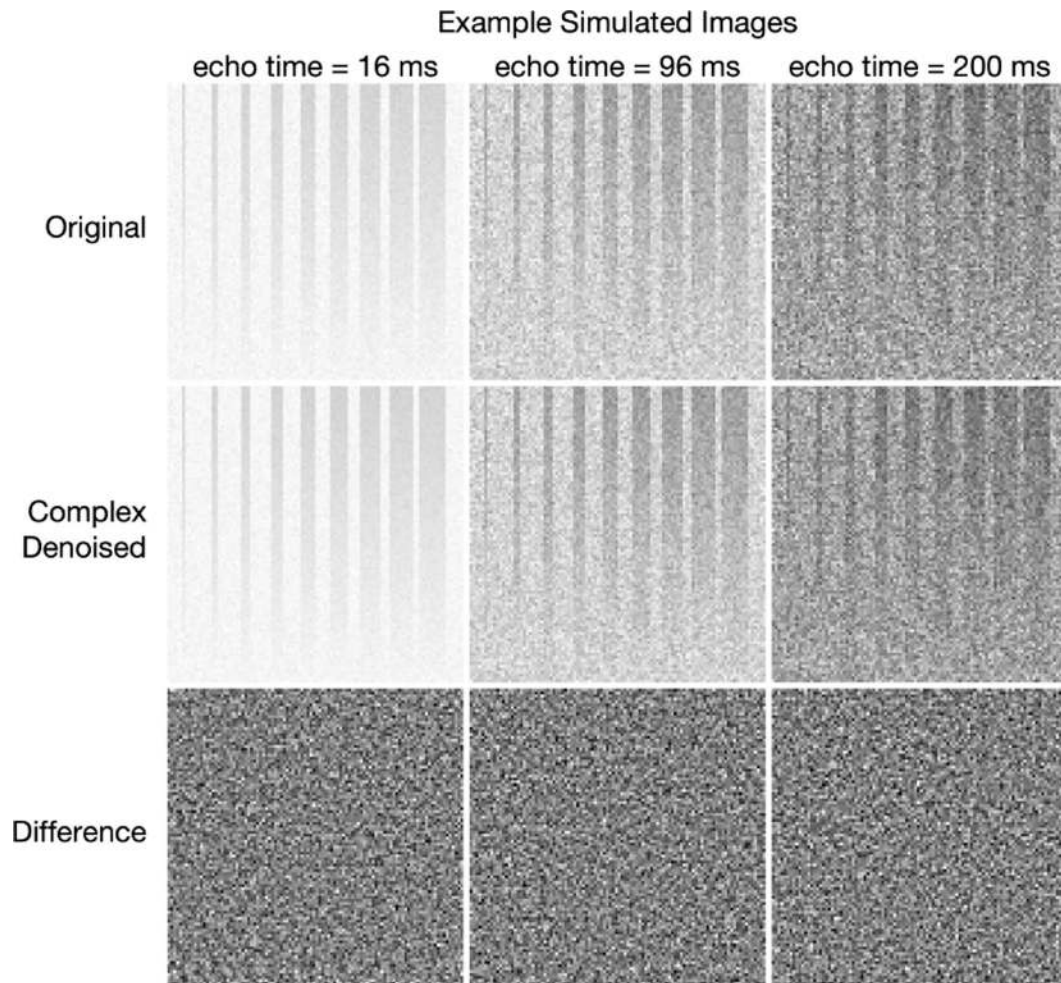 Example Simulated Images
echo time = 16 ms
echo time = 96 ms
echo time = 200 ms
Original
Complex
Denoised
Difference